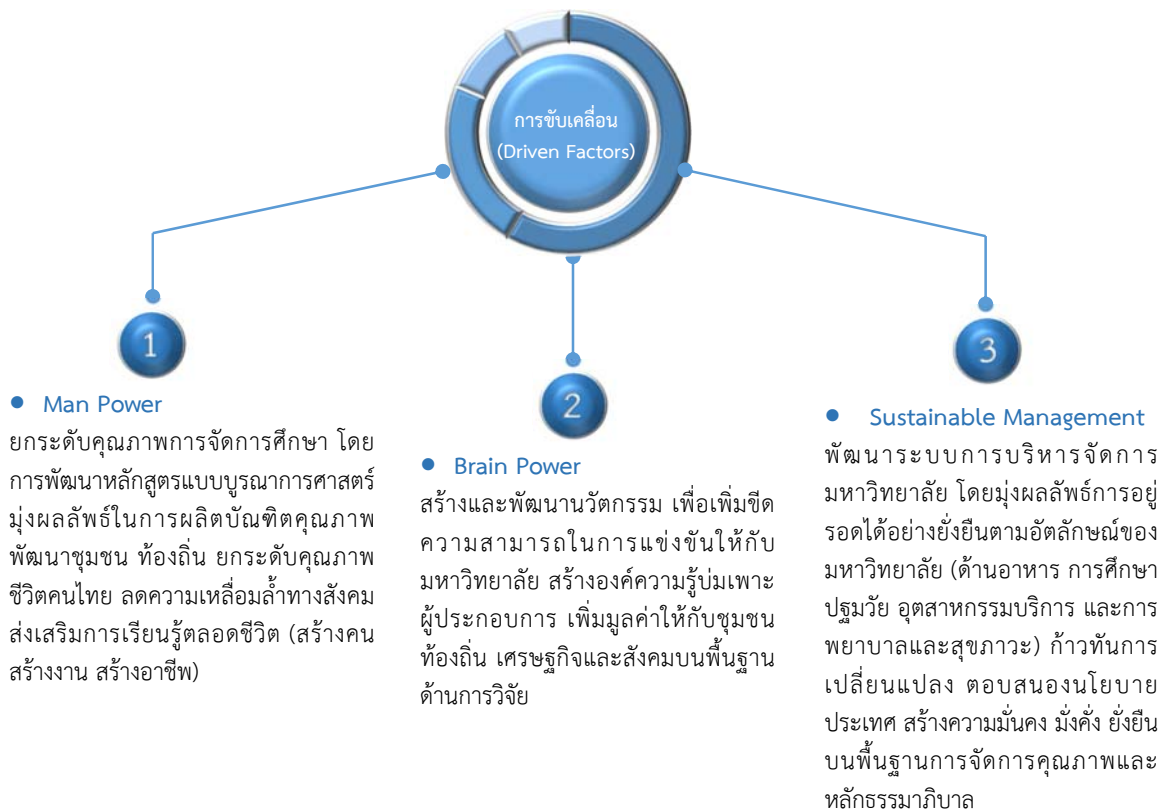 การขับเคลื่อน
(Driven Factors)
1
• Man Power
ยกระดับคุณภาพการจัดการศึกษา โดย
การพัฒนาหลักสูตรแบบบูรณาการศาสตร์
มุ่งผลลัพธ์ในการผลิตบัณฑิตคุณภาพ
พัฒนาชุมชน ท้องถิ่น ยกระดับคุณภาพ
ชีวิตคนไทย ลดความเหลื่อมล้ำทางสังคม
ส่งเสริมการเรียนรู้ตลอดชีวิต (สร้างคน
สร้างงาน สร้างอาชีพ)
2
• Brain Power
สร้างและพัฒนานวัตกรรม เพื่อเพิ่มขีด
ความสามารถในการแข่งขันให้กับ
มหาวิทยาลัย สร้างองค์ความรู้บ่มเพาะ
ผู้ประกอบการ เพิ่มมูลค่าให้กับชุมชน
ท้องถิ่น เศรษฐกิจและสังคมบนพื้นฐาน
ด้านการวิจัย
3
• Sustainable Management
พัฒนาระบบการบริหารจัดการ
มหาวิทยาลัย โดยมุ่งผลลัพธ์การอยู่
รอดได้อย่างยั่งยืนตามอัตลักษณ์ของ
มหาวิทยาลัย (ด้านอาหาร การศึกษา
ปฐมวัย อุตสาหกรรมบริการ และการ
พยาบาลและสุขภาวะ) ก้าวทันการ
เปลี่ยนแปลง ตอบสนองนโยบาย
ประเทศ สร้างความมั่นคง มั่งคั่ง ยั่งยืน
บนพื้นฐานการจัดการคุณภาพและ
หลักธรรมาภิบาล